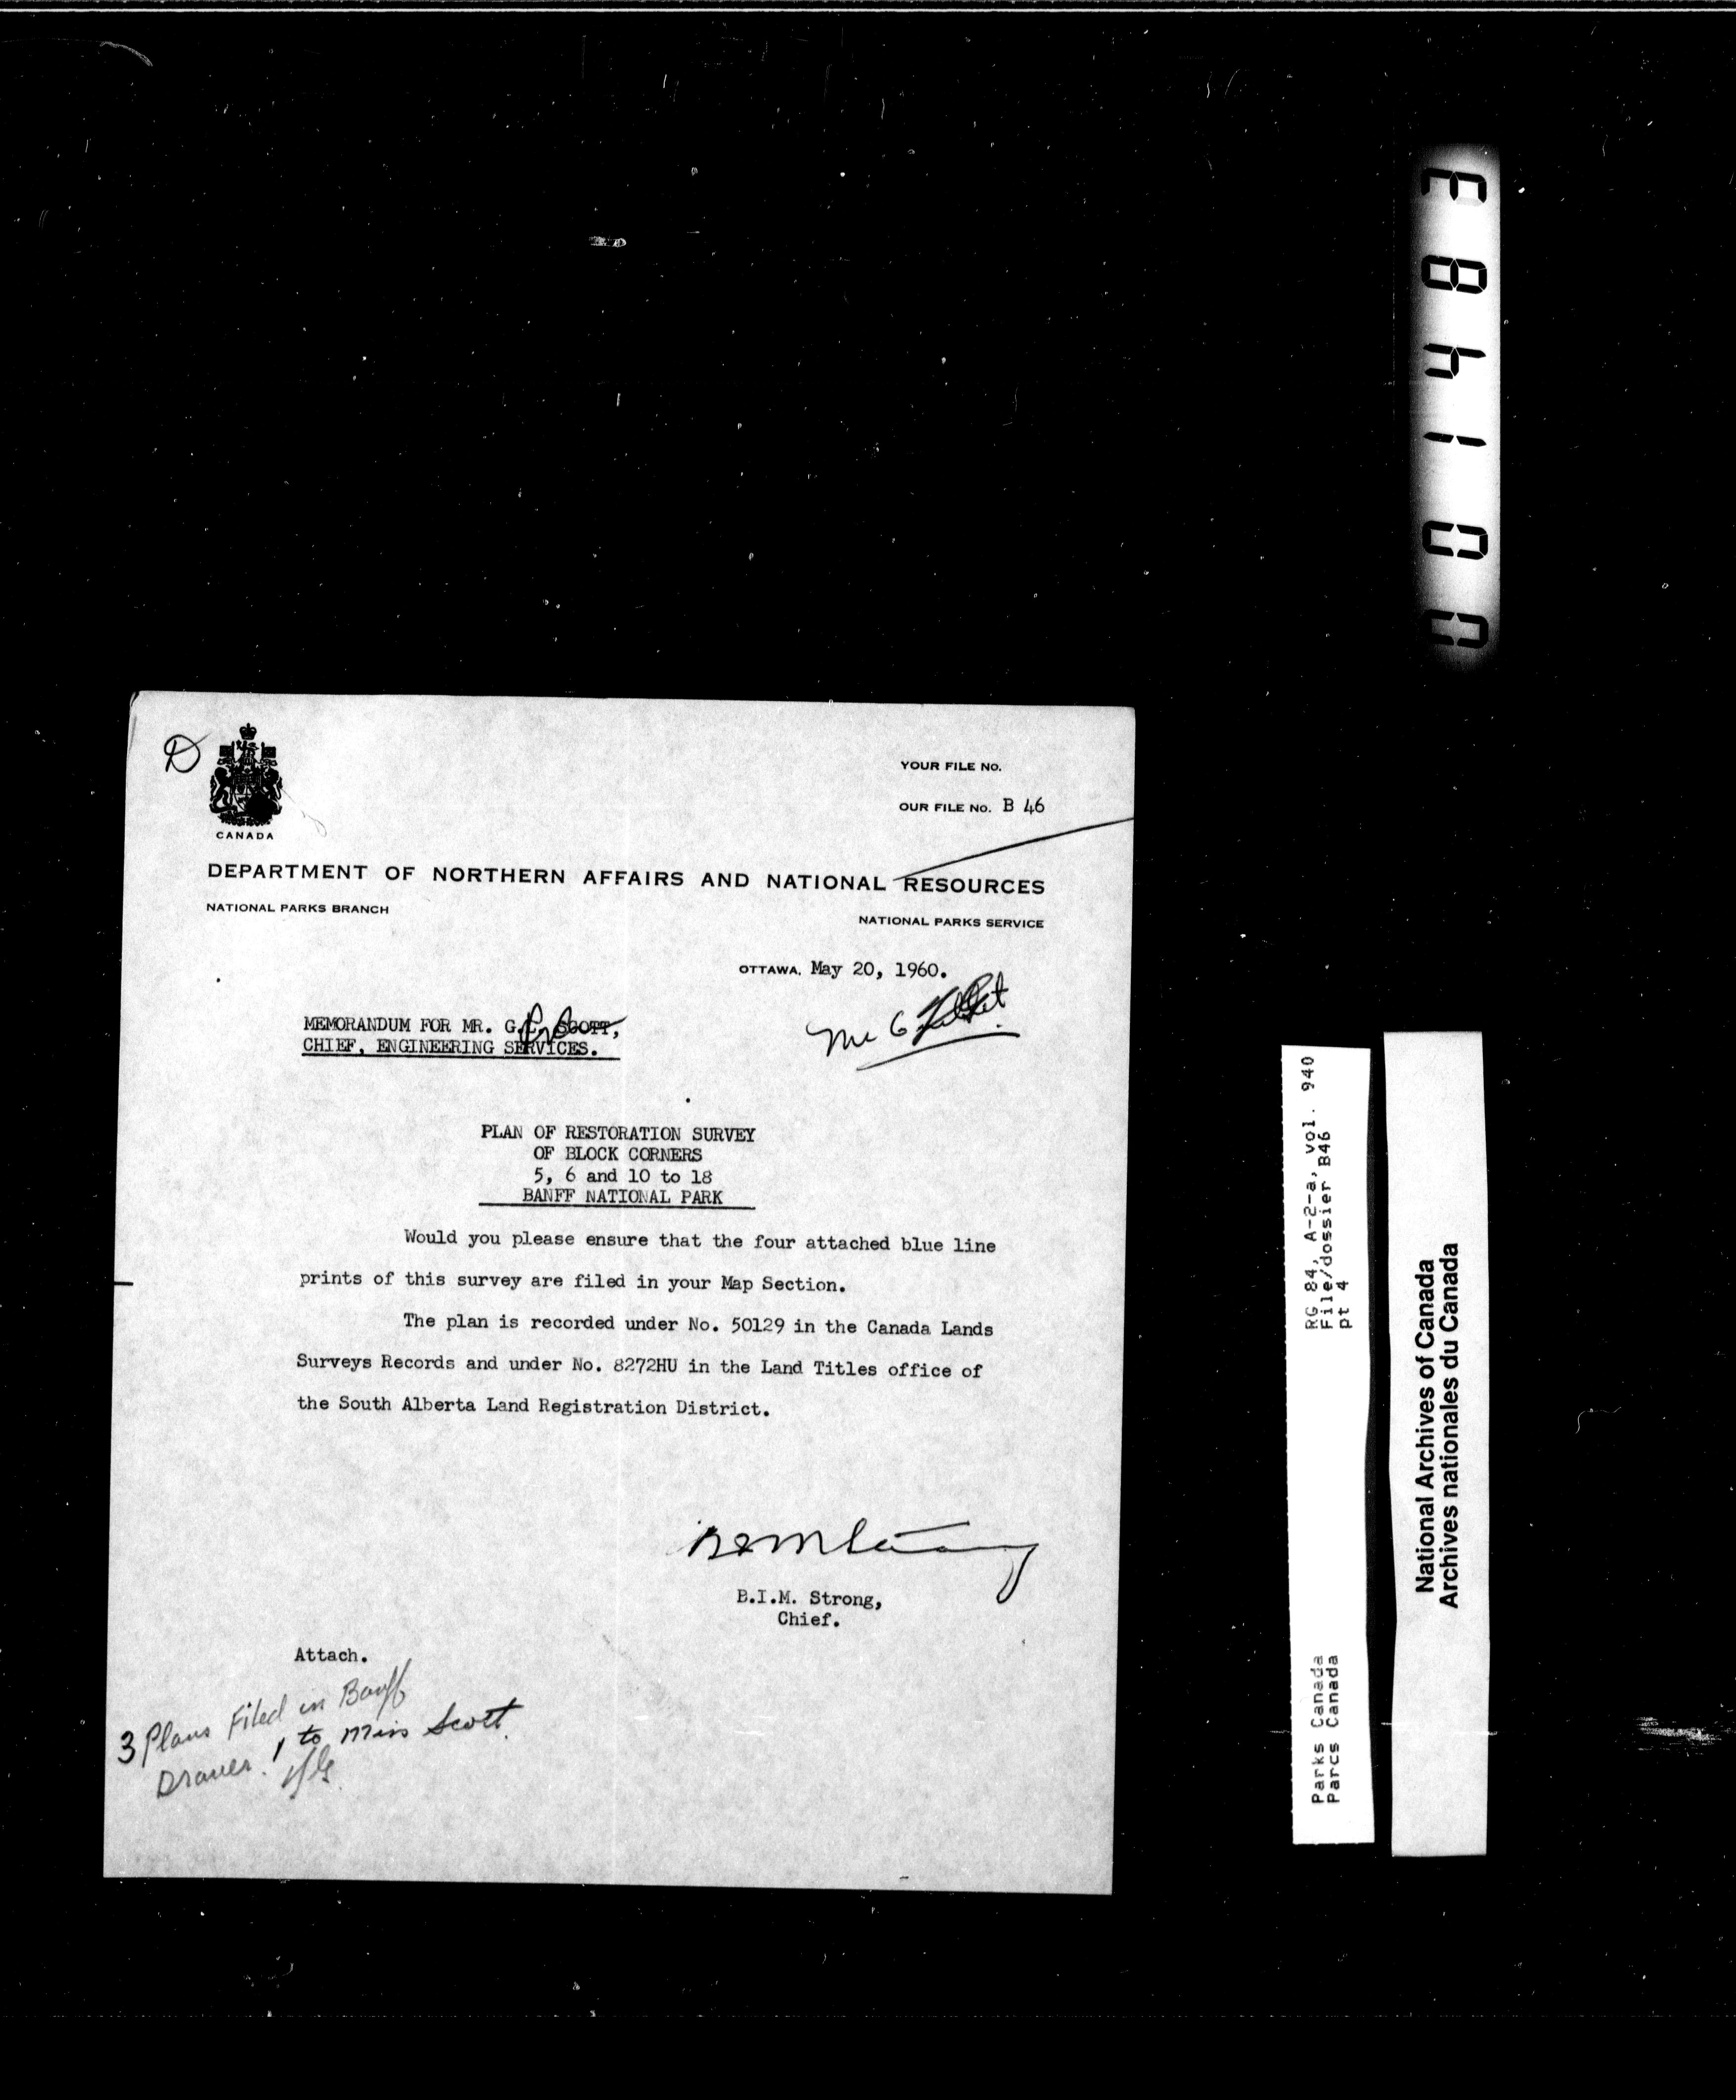 D
CANADA
YOUR FILE No.
OUR FILE No. B 46
DEPARTMENT OF NORTHERN AFFAIRS AND NATIONAL RESOURCES
NATIONAL PARKS BRANCH
NATIONAL PARKS SERVICE
OTTAWA, May 20, 1960.
MEMORANDUM FOR MR. G.L. SCOTT,
CHIEF, ENGINEERING SERVICES.
PLAN OF RESTORATION SURVEY
OF BLOCK CORNERS
5, 6 and 10 to 18
BANFF NATIONAL PARK
Would you please ensure that the four attached blue line
prints of this survey are filed in your Map Section.
The plan is recorded under No. 50129 in the Canada Lands
Surveys Records and under No. 8272HU in the Land Titles office of
the South Alberta Land Registration District.
B.I.M. Strong,
Chief.
Attach.
3 Plans Filed in Banff
Drawer. 1 to Miss Scott.
001483
RG 84, A-2-a, vol. 940
File/dossier B46
pt 4
Parks Canada
Parcs Canada
National Archives of Canada
Archives nationales du Canada